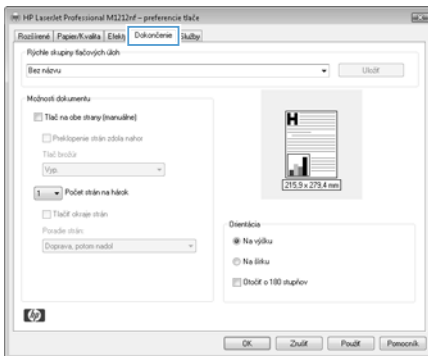 HP LaserJet Professional M1212nf – preferencie tlače
Rozšírené Papier/Kvalita Efekty Dokončenie Služby
Rýchle skupiny tlačových úloh
Bez názvu Uložiť
Možnosti dokumentu
Tlač na obe strany (manuálne)
Preklopenie strán zdola nahor
Tlač brožúr
Vyp.
1 Počet strán na hárok
Tlačiť okraje strán
Poradie strán:
Doprava, potom nadol
H
215,9 x 279,4 mm
Orientácia
Na výšku
Na šírku
Otočiť o 180 stupňov
hp
OK Zrušiť Použiť Pomocník